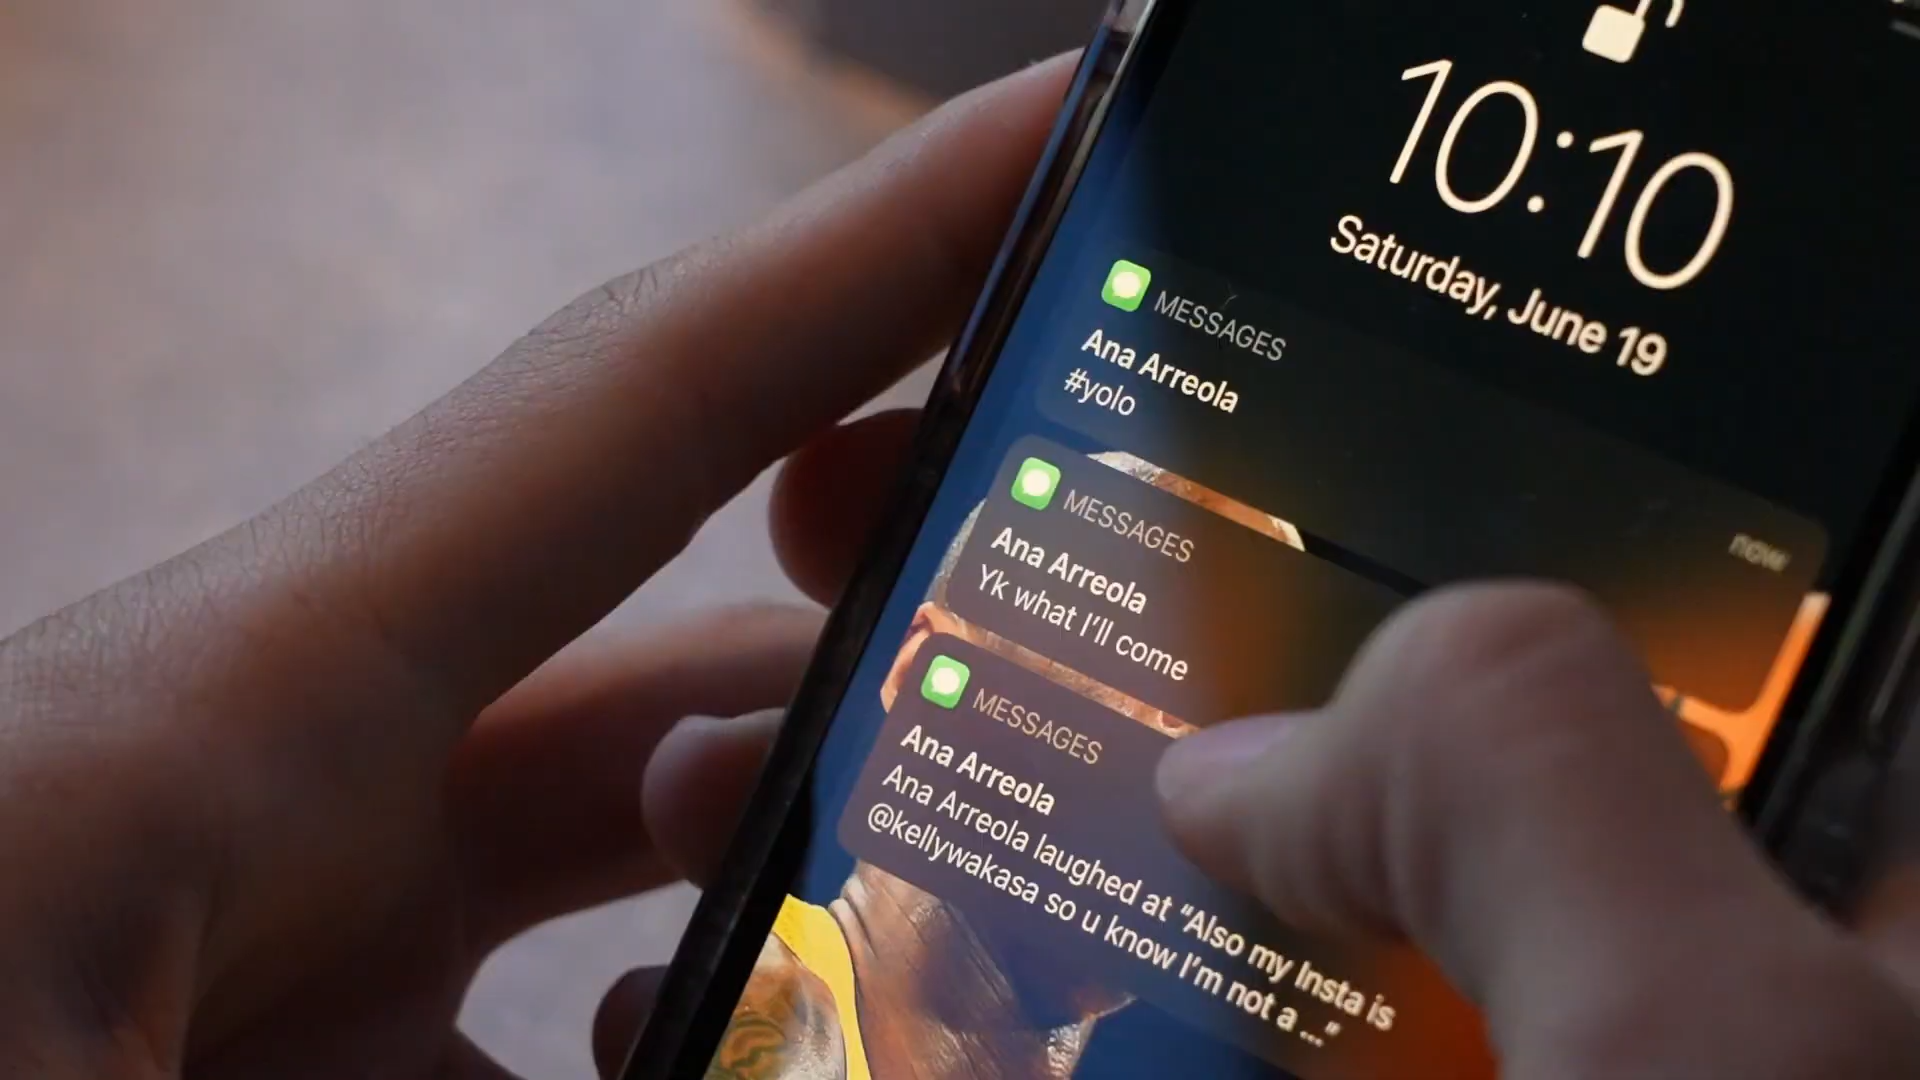 10:10
Saturday, June 19
MESSAGES
now
Ana Arreola
#yolo
MESSAGES
Ana Arreola
Yk what I'll come
MESSAGES
Ana Arreola
Ana Arreola laughed at “Also my Insta is
@kellywakasa so u know I'm not a ...”